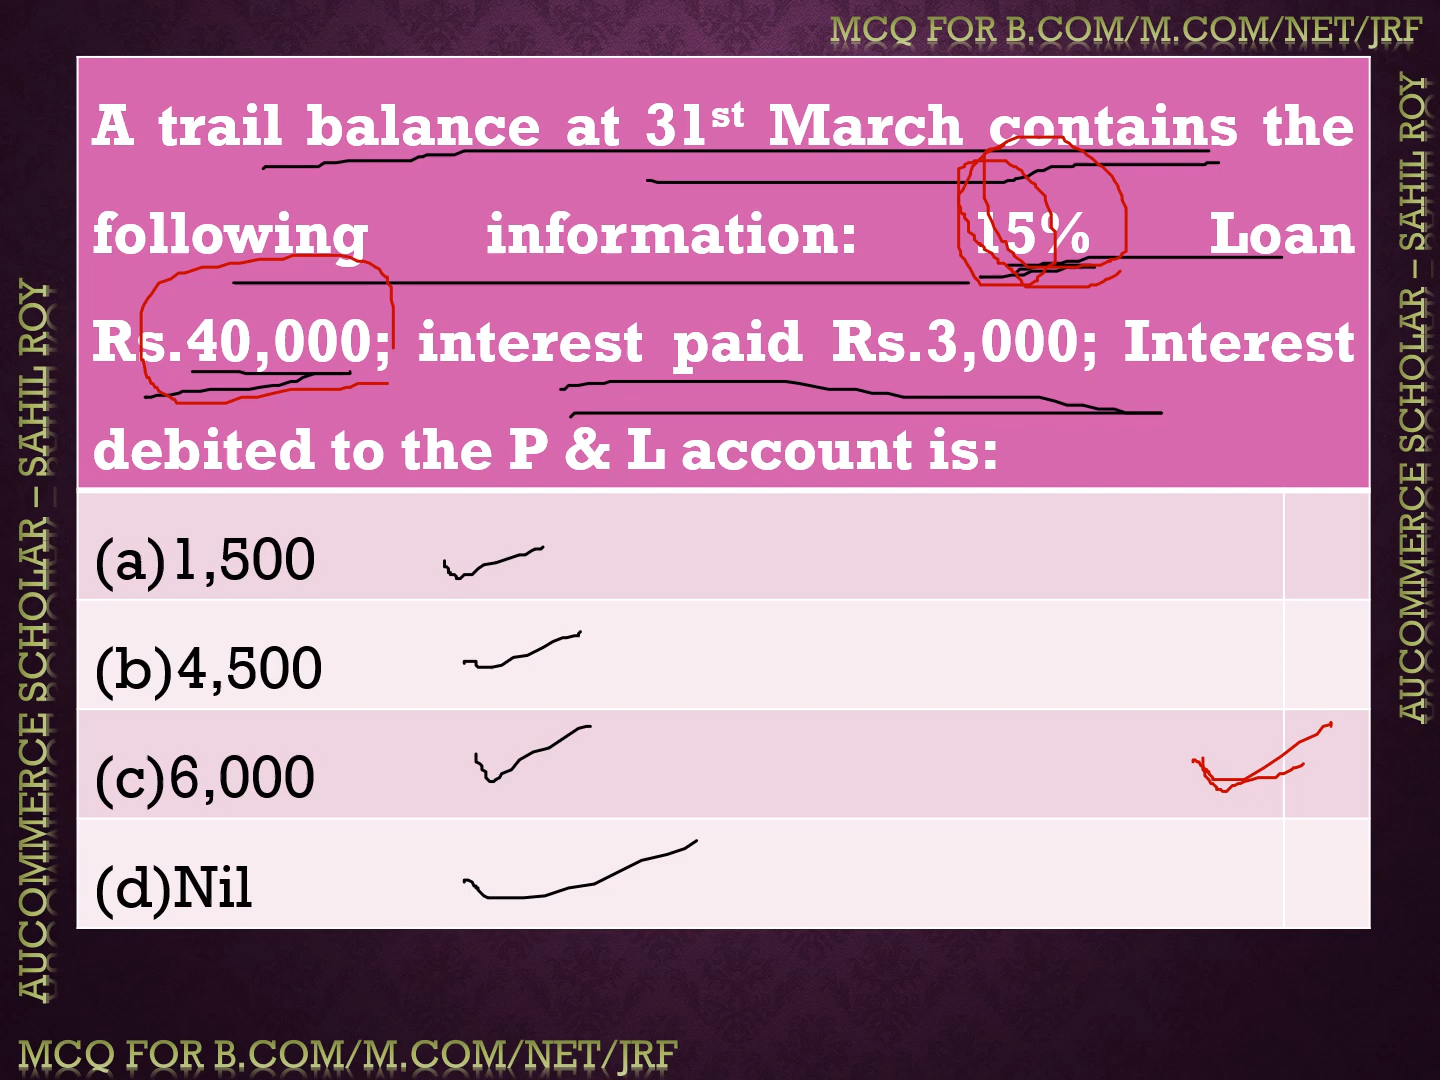 MCQ FOR B.COM/M.COM/NET/JRF
A trail balance at 31st March contains the
following information: 15% Loan
Rs.40,000; interest paid Rs.3,000; Interest
debited to the P & L account is:
(a)1,500
(b)4,500
(c)6,000
(d)Nil
AUCOMMERCE SCHOLAR – SAHIL ROY
AUCOMMERCE SCHOLAR – SAHIL ROY
MCQ FOR B.COM/M.COM/NET/JRF